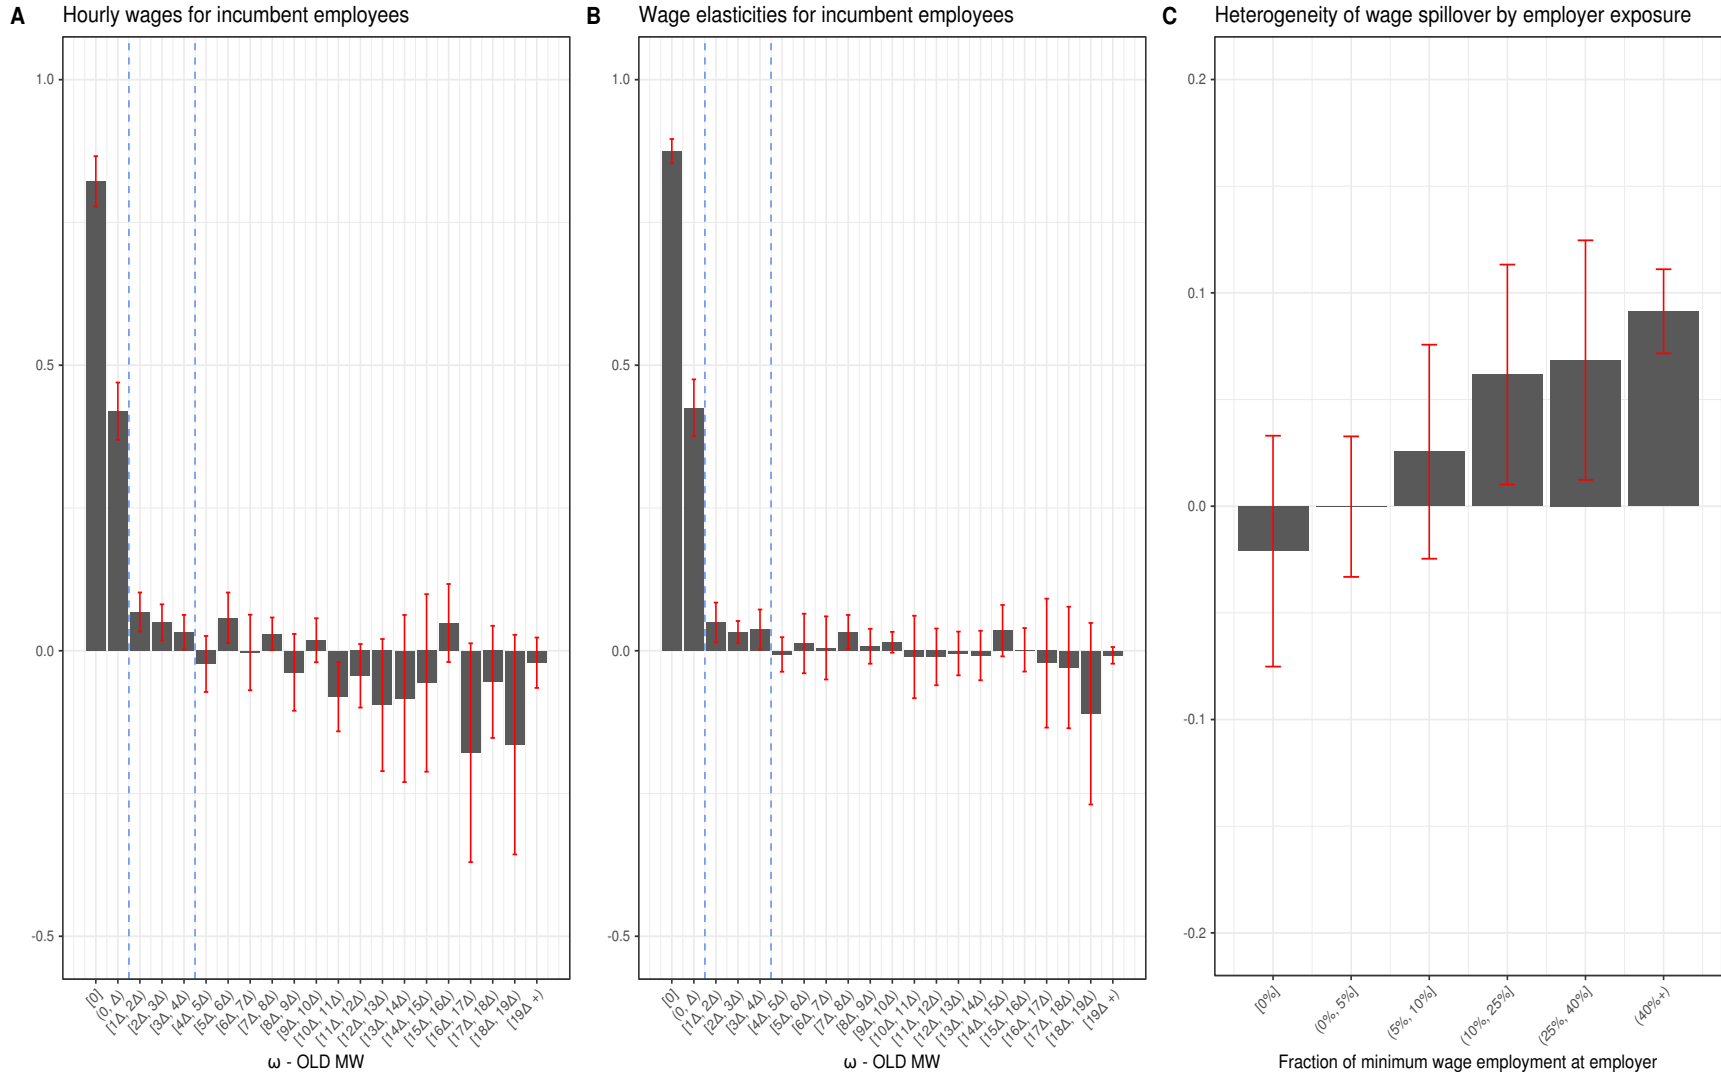 A Hourly wages for incumbent employees
1.0
0.5
0.0
-0.5
[0]
(0, Δ)
[1Δ, 2Δ)
[2Δ, 3Δ)
[3Δ, 4Δ)
[4Δ, 5Δ)
[5Δ, 6Δ)
[6Δ, 7Δ)
[7Δ, 8Δ)
[8Δ, 9Δ)
[9Δ, 10Δ)
[10Δ, 11Δ)
[11Δ, 12Δ)
[12Δ, 13Δ)
[13Δ, 14Δ)
[14Δ, 15Δ)
[15Δ, 16Δ)
[16Δ, 17Δ)
[17Δ, 18Δ)
[18Δ, 19Δ)
[19Δ +)
ω - OLD MW
B Wage elasticities for incumbent employees
1.0
0.5
0.0
-0.5
[0]
(0, Δ)
[1Δ, 2Δ)
[2Δ, 3Δ)
[3Δ, 4Δ)
[4Δ, 5Δ)
[5Δ, 6Δ)
[6Δ, 7Δ)
[7Δ, 8Δ)
[8Δ, 9Δ)
[9Δ, 10Δ)
[10Δ, 11Δ)
[11Δ, 12Δ)
[12Δ, 13Δ)
[13Δ, 14Δ)
[14Δ, 15Δ)
[15Δ, 16Δ)
[16Δ, 17Δ)
[17Δ, 18Δ)
[18Δ, 19Δ)
[19Δ +)
ω - OLD MW
C Heterogeneity of wage spillover by employer exposure
0.2
0.1
0.0
-0.1
-0.2
[0%]
(0%, 5%]
(5%, 10%]
(10%, 25%]
(25%, 40%]
(40%+)
Fraction of minimum wage employment at employer